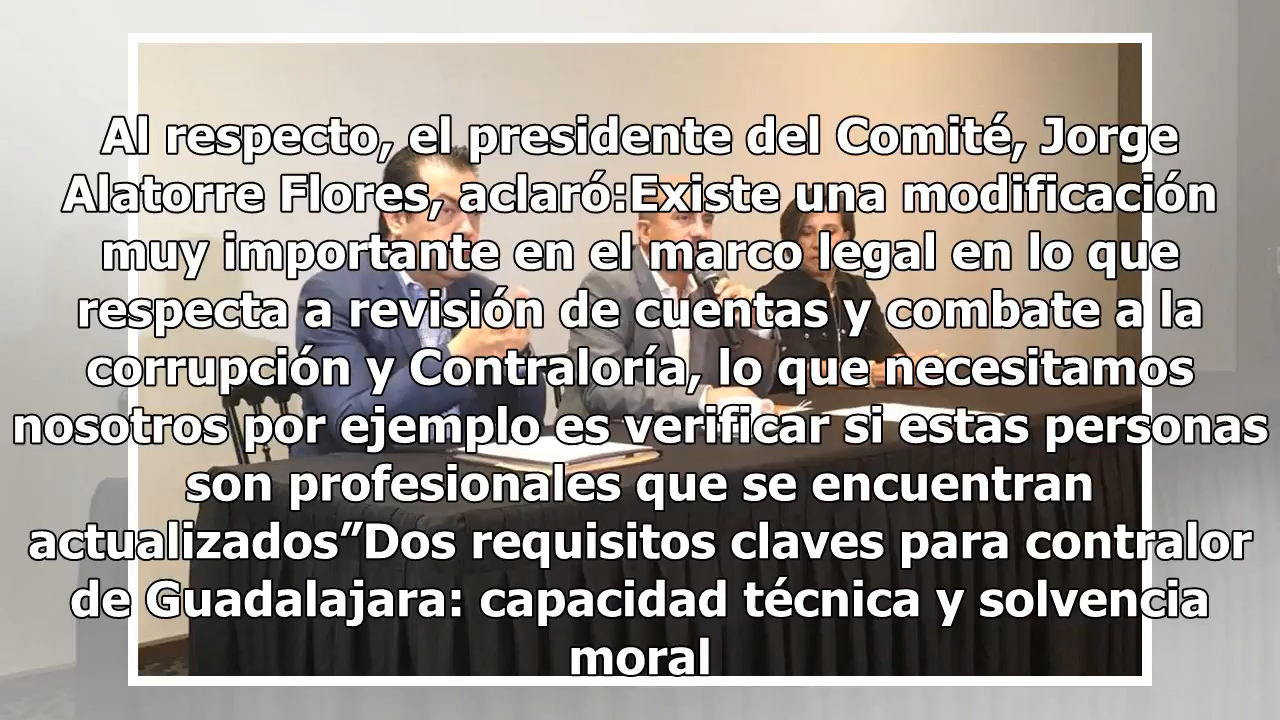 Al respecto, el presidente del Comité, Jorge
Alatorre Flores, aclaró:Existe una modificación
muy importante en el marco legal en lo que
respecta a revisión de cuentas y combate a la
corrupción y Contraloría, lo que necesitamos
nosotros por ejemplo es verificar si estas personas
son profesionales que se encuentran
actualizados”Dos requisitos claves para contralor
de Guadalajara: capacidad técnica y solvencia
moral